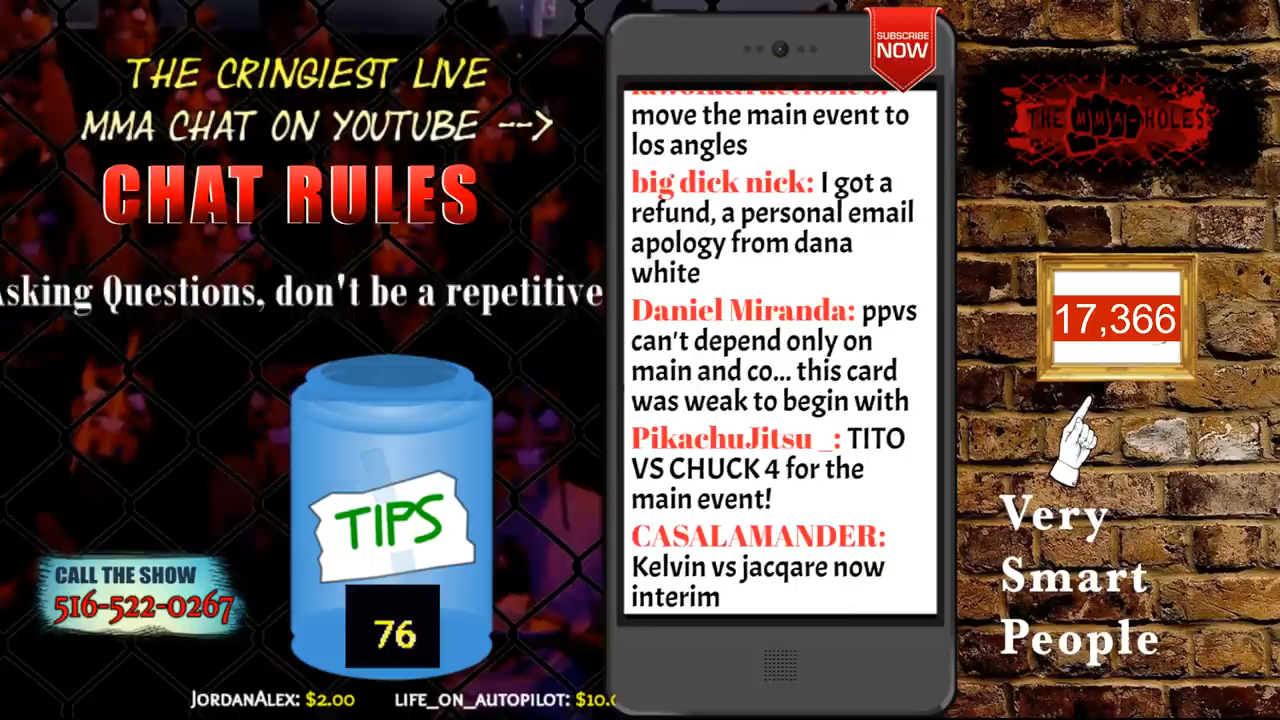 THE CRINGIEST LIVE
MMA CHAT ON YOUTUBE -->
CHAT RULES
Asking Questions, don't be a repetitive
TIPS
76
CALL THE SHOW
516-522-0267
JORDANALEX: $2.00 LIFE_ON_AUTOPILOT: $10.0
SUBSCRIBE
NOW
move the main event to
los angles
big dick nick: I got a
refund, a personal email
apology from dana
white
Daniel Miranda: ppvs
can't depend only on
main and co... this card
was weak to begin with
PikachuJitsu _: TITO
VS CHUCK 4 for the
main event!
CASALAMANDER:
Kelvin vs jacqare now
interim
THE MMA-HOLES
17,366
Very
Smart
People